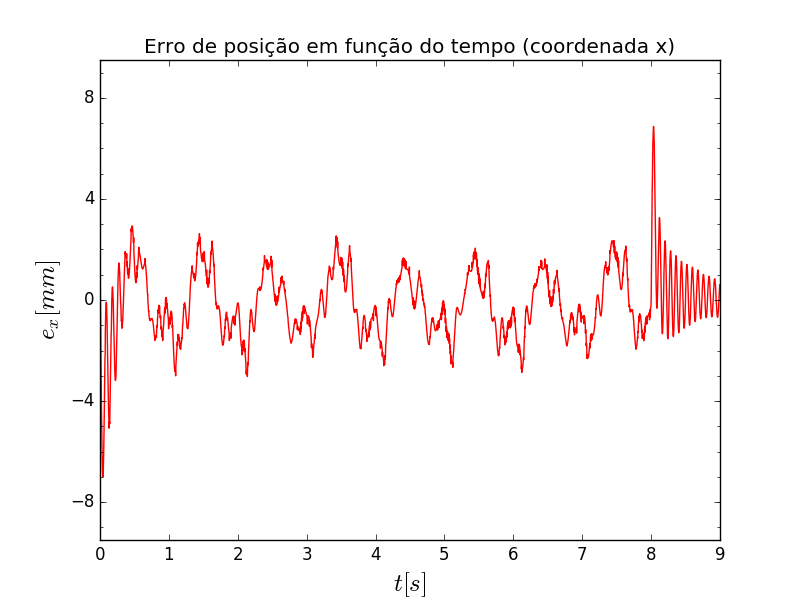 Erro de posição em função do tempo (coordenada x)
8
4
0
−4
−8
e_x[mm]
0 1 2 3 4 5 6 7 8 9
t[s]